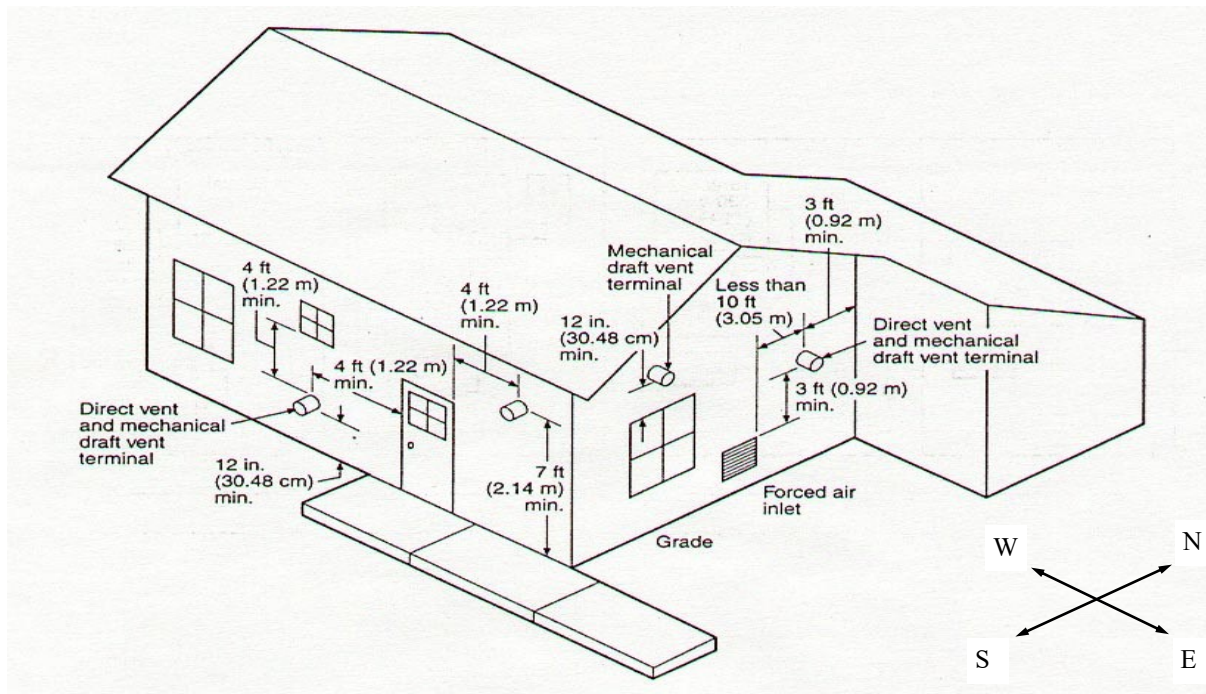 3 ft
(0.92 m)
min.
Mechanical
draft vent
terminal
4 ft
(1.22 m)
min.
4 ft
(1.22 m)
min.
Less than
10 ft
(3.05 m)
12 in.
(30.48 cm)
min.
Direct vent
and mechanical
draft vent terminal
4 ft (1.22 m)
min.
3 ft (0.92 m)
min.
Direct vent
and mechanical
draft vent
terminal
12 in.
(30.48 cm)
min.
7 ft
(2.14 m)
min.
Forced air
inlet
Grade
W
N
S
E